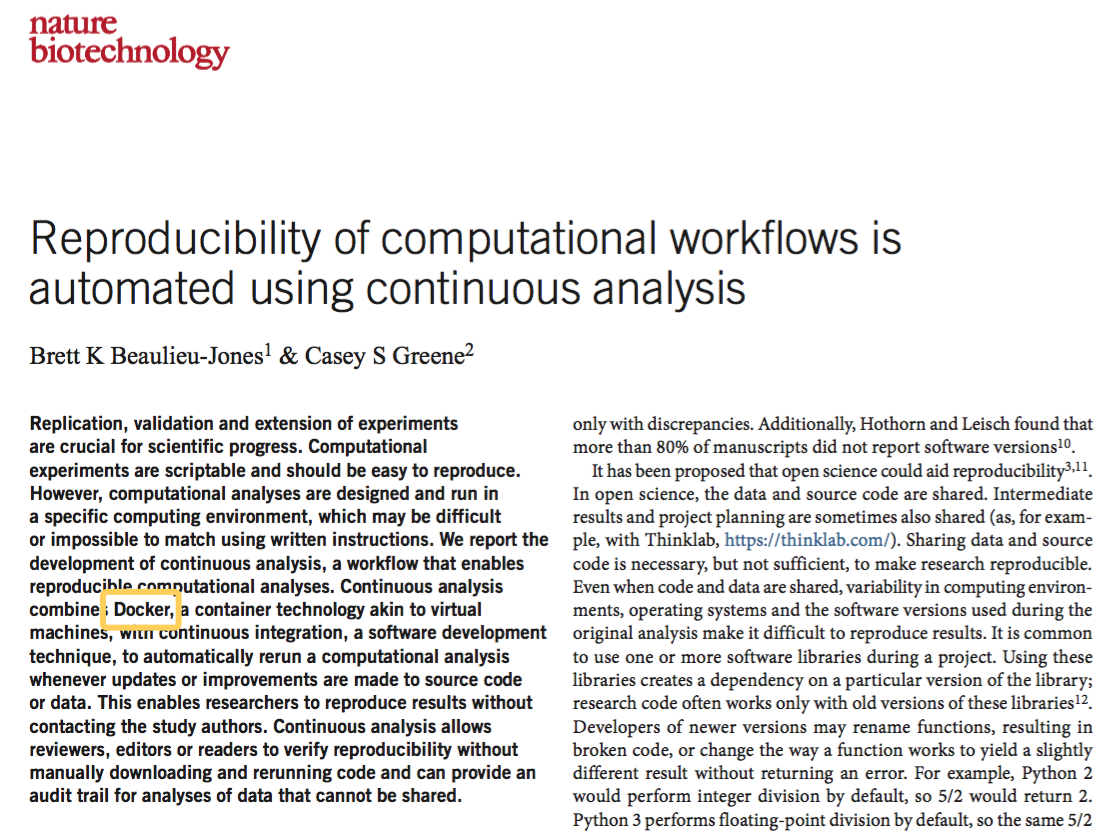 nature
biotechnology
Reproducibility of computational workflows is
automated using continuous analysis
Brett K Beaulieu-Jones1 & Casey S Greene2
Replication, validation and extension of experiments
are crucial for scientific progress. Computational
experiments are scriptable and should be easy to reproduce.
However, computational analyses are designed and run in
a specific computing environment, which may be difficult
or impossible to match using written instructions. We report the
development of continuous analysis, a workflow that enables
reproducible computational analyses. Continuous analysis
combines Docker, a container technology akin to virtual
machines, with continuous integration, a software development
technique, to automatically rerun a computational analysis
whenever updates or improvements are made to source code
or data. This enables researchers to reproduce results without
contacting the study authors. Continuous analysis allows
reviewers, editors or readers to verify reproducibility without
manually downloading and rerunning code and can provide an
audit trail for analyses of data that cannot be shared.
only with discrepancies. Additionally, Hothorn and Leisch found that
more than 80% of manuscripts did not report software versions10.
It has been proposed that open science could aid reproducibility3,11.
In open science, the data and source code are shared. Intermediate
results and project planning are sometimes also shared (as, for exam-
ple, with Thinklab, https://thinklab.com/). Sharing data and source
code is necessary, but not sufficient, to make research reproducible.
Even when code and data are shared, variability in computing environ-
ments, operating systems and the software versions used during the
original analysis make it difficult to reproduce results. It is common
to use one or more software libraries during a project. Using these
libraries creates a dependency on a particular version of the library;
research code often works only with old versions of these libraries12.
Developers of newer versions may rename functions, resulting in
broken code, or change the way a function works to yield a slightly
different result without returning an error. For example, Python 2
would perform integer division by default, so 5/2 would return 2.
Python 3 performs floating-point division by default, so the same 5/2